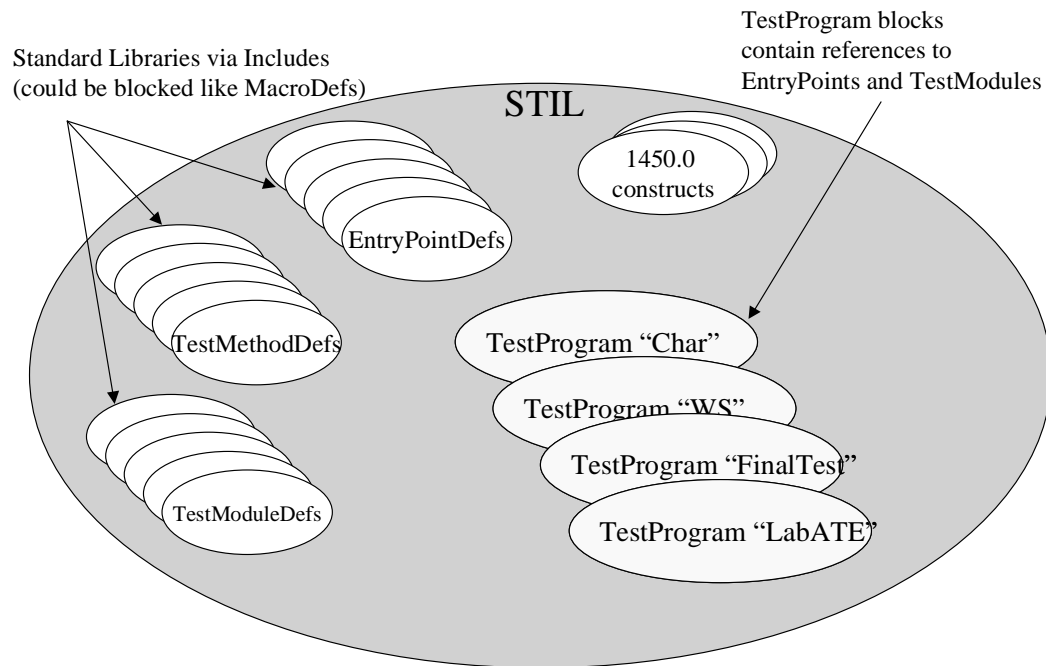 TestProgram blocks
contain references to
EntryPoints and TestModules
Standard Libraries via Includes
(could be blocked like MacroDefs)
STIL
1450.0
constructs
EntryPointDefs
TestMethodDefs
TestProgram “Char”
TestProgram “WS”
TestProgram “FinalTest”
TestModuleDefs
TestProgram “LabATE”